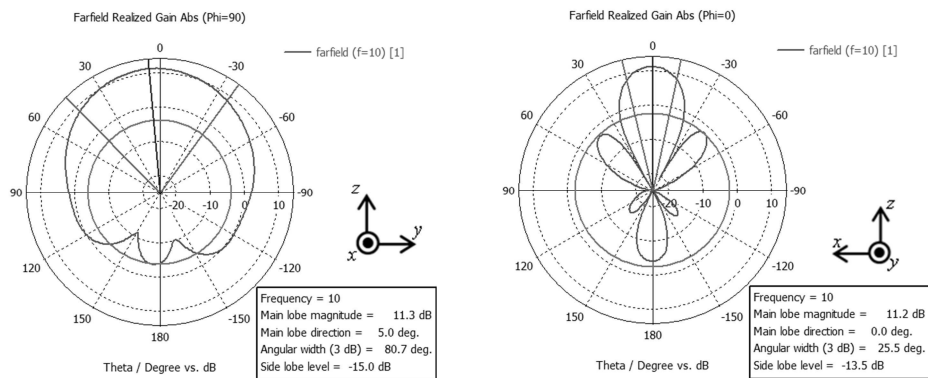 Farfield Realized Gain Abs (Phi=90)
farfield (f=10) [1]
0
30
-30
60
-60
90
-20
-10
0
10
-90
120
-120
150
-150
180
Theta / Degree vs. dB
z
y
x
Frequency = 10
Main lobe magnitude = 11.3 dB
Main lobe direction = 5.0 deg.
Angular width (3 dB) = 80.7 deg.
Side lobe level = -15.0 dB
Farfield Realized Gain Abs (Phi=0)
farfield (f=10) [1]
0
30
-30
60
-60
90
-20
-10
0
10
-90
120
-120
150
-150
180
Theta / Degree vs. dB
z
x
y
Frequency = 10
Main lobe magnitude = 11.2 dB
Main lobe direction = 0.0 deg.
Angular width (3 dB) = 25.5 deg.
Side lobe level = -13.5 dB